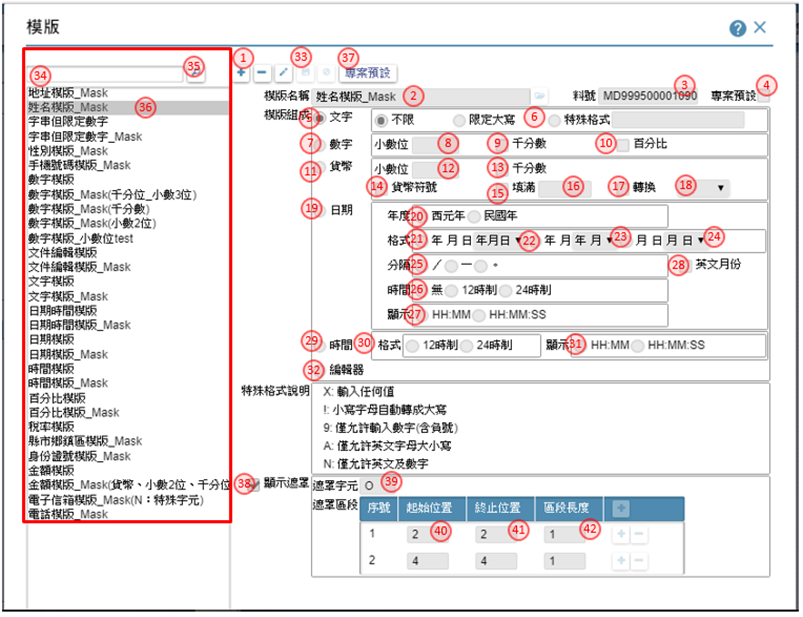 模版
?
35
1
33
37
34
專案預設
地址模版_Mask
姓名模版_Mask 36
字串但限定數字
字串但限定數字_Mask
性別模版_Mask
手機號碼模版_Mask
數字模版
數字模版_Mask(千分位_小數3位)
數字模版_Mask(千分數)
數字模版_Mask(小數2位)
數字模版_小數位test
文件編輯模版
文件編輯模版_Mask
文字模版
文字模版_Mask
日期時間模版
日期時間模版_Mask
日期模版
日期模版_Mask
時間模版
時間模版_Mask
百分比模版
百分比模版_Mask
稅率模版
縣市鄉鎮區模版_Mask
身份證號模版_Mask
金額模版
金額模版_Mask(貨幣、小數2位、千分位
電子信箱模版_Mask(N：特殊字元)
電話模版_Mask
模版名稱 姓名模版_Mask 2 料號 MD999500001090 3 專案預設 4
模版組成 5 文字 不限 限定大寫 6 特殊格式
7 數字 小數位 8 9 千分數 10 百分比
11 貨幣 小數位 12 13 千分數
14 貨幣符號 15 填滿 16 17 轉換 18 ▼
19 日期 年度 20 西元年 民國年
格式 21 年 月 日 年月日 ▼ 22 年 月 年 月 ▼ 23 月 日 月 日 ▼ 24
分隔 25 / — 28 英文月份
時間 26 無 12時制 24時制
顯示 27 HH:MM HH:MM:SS
29 時間 30 格式 12時制 24時制 顯示 31 HH:MM HH:MM:SS
32 編輯器
特殊格式說明 X: 輸入任何值
!: 小寫字母自動轉成大寫
9: 僅允許輸入數字(含負號)
A: 僅允許英文字母大小寫
N: 僅允許英文及數字
38 顯示遮罩 遮罩字元 O 39
遮罩區段 序號 起始位置 終止位置 區段長度 +
1 2 40 2 41 1 42 + −
2 4 4 1 + −